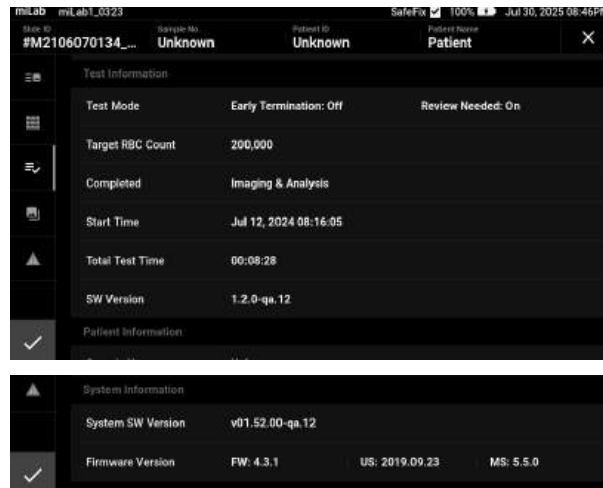 miLab miLab1_0323 SafeFix 100% Jul 30, 2025 08:46PM
Slide ID Sample No. Patient ID Patient Name
#M2106070134_... Unknown Unknown Patient
Test Information
Test Mode Early Termination: Off Review Needed: On
Target RBC Count 200,000
Completed Imaging & Analysis
Start Time Jul 12, 2024 08:16:05
Total Test Time 00:08:28
SW Version 1.2.0-qa.12
Patient Information
System Information
System SW Version v01.52.00-qa.12
Firmware Version FW: 4.3.1 US: 2019.09.23 MS: 5.5.0